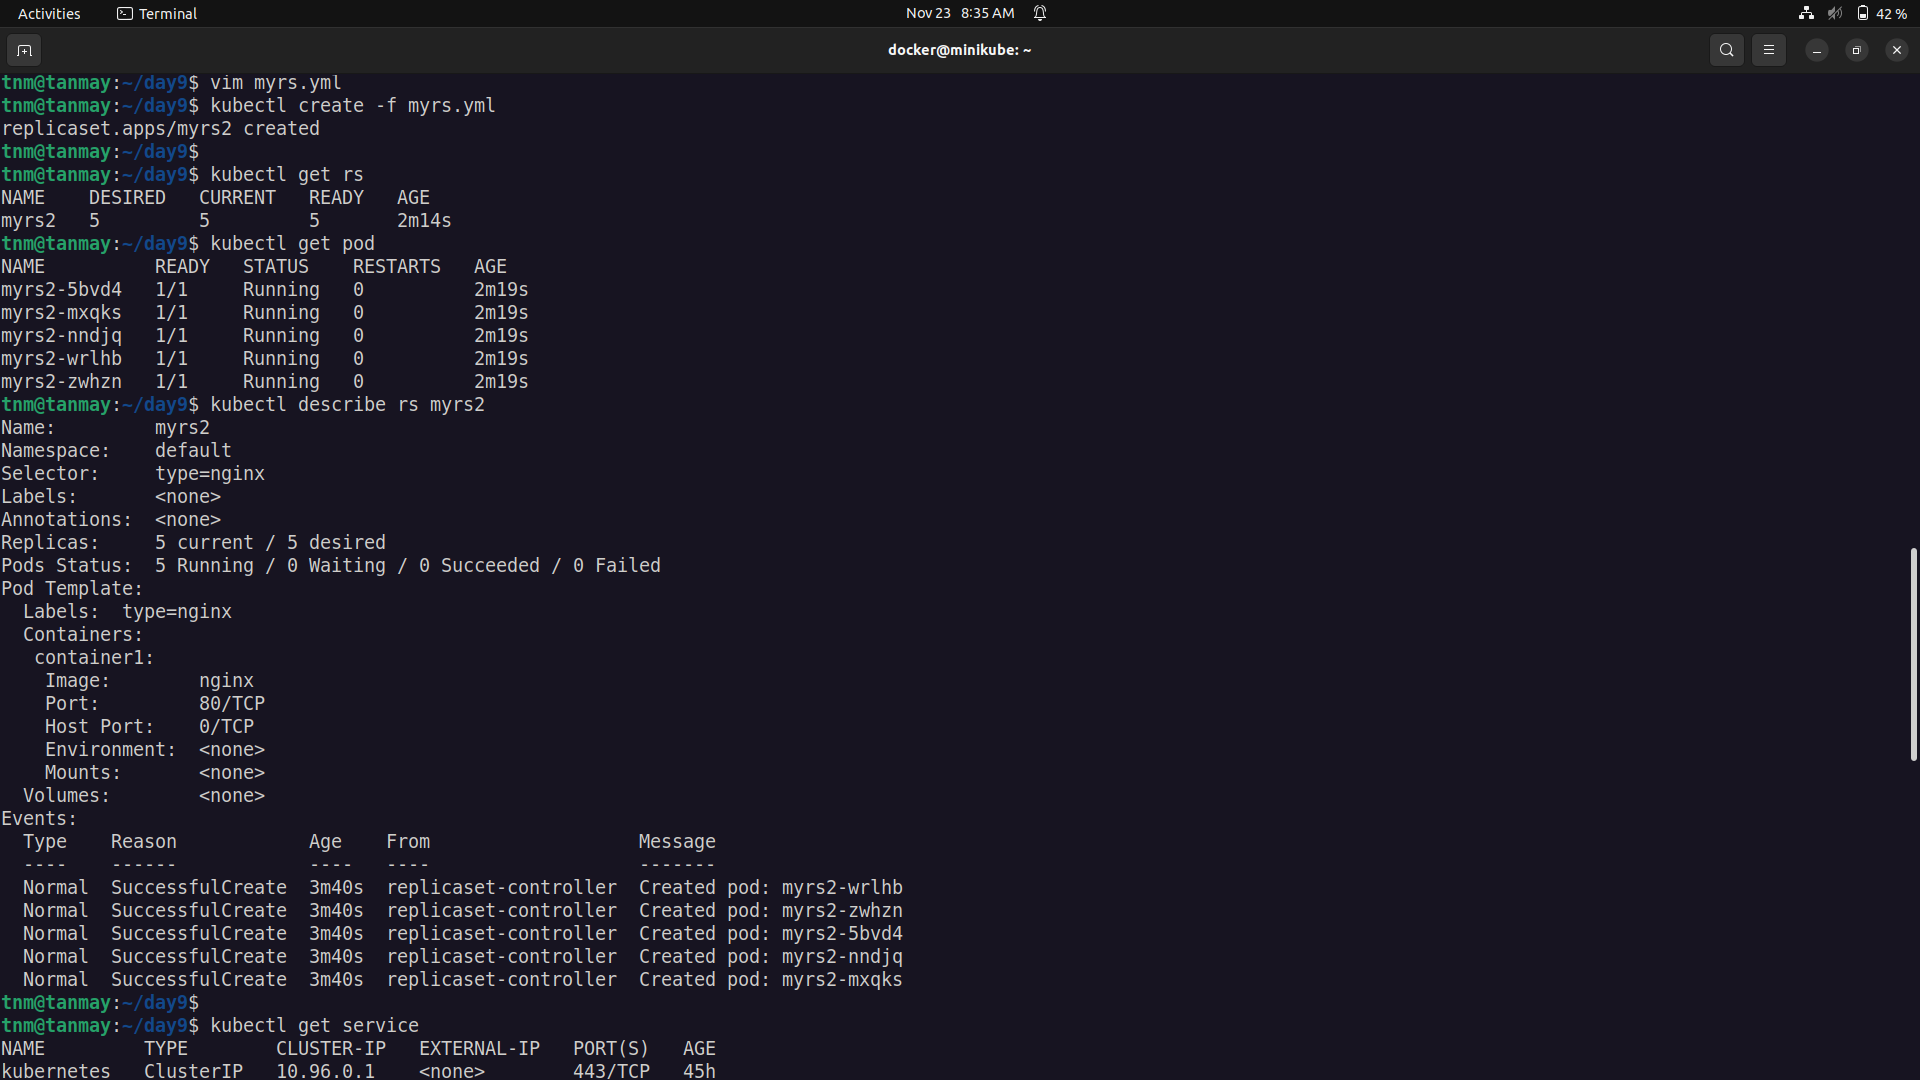 Activities Terminal Nov 23 8:35 AM 42 %
docker@minikube: ~
tnm@tanmay:~/day9$ vim myrs.yml
tnm@tanmay:~/day9$ kubectl create -f myrs.yml
replicaset.apps/myrs2 created
tnm@tanmay:~/day9$
tnm@tanmay:~/day9$ kubectl get rs
NAME    DESIRED   CURRENT   READY   AGE
myrs2   5         5         5       2m14s
tnm@tanmay:~/day9$ kubectl get pod
NAME          READY   STATUS    RESTARTS   AGE
myrs2-5bvd4   1/1     Running   0          2m19s
myrs2-mxqks   1/1     Running   0          2m19s
myrs2-nndjq   1/1     Running   0          2m19s
myrs2-wrlhb   1/1     Running   0          2m19s
myrs2-zwhzn   1/1     Running   0          2m19s
tnm@tanmay:~/day9$ kubectl describe rs myrs2
Name:         myrs2
Namespace:    default
Selector:     type=nginx
Labels:       <none>
Annotations:  <none>
Replicas:     5 current / 5 desired
Pods Status:  5 Running / 0 Waiting / 0 Succeeded / 0 Failed
Pod Template:
  Labels:  type=nginx
  Containers:
   container1:
    Image:        nginx
    Port:         80/TCP
    Host Port:    0/TCP
    Environment:  <none>
    Mounts:       <none>
  Volumes:        <none>
Events:
  Type    Reason            Age    From                   Message
  ----    ------            ----   ----                   -------
  Normal  SuccessfulCreate  3m40s  replicaset-controller  Created pod: myrs2-wrlhb
  Normal  SuccessfulCreate  3m40s  replicaset-controller  Created pod: myrs2-zwhzn
  Normal  SuccessfulCreate  3m40s  replicaset-controller  Created pod: myrs2-5bvd4
  Normal  SuccessfulCreate  3m40s  replicaset-controller  Created pod: myrs2-nndjq
  Normal  SuccessfulCreate  3m40s  replicaset-controller  Created pod: myrs2-mxqks
tnm@tanmay:~/day9$
tnm@tanmay:~/day9$ kubectl get service
NAME         TYPE        CLUSTER-IP   EXTERNAL-IP   PORT(S)   AGE
kubernetes   ClusterIP   10.96.0.1    <none>        443/TCP   45h